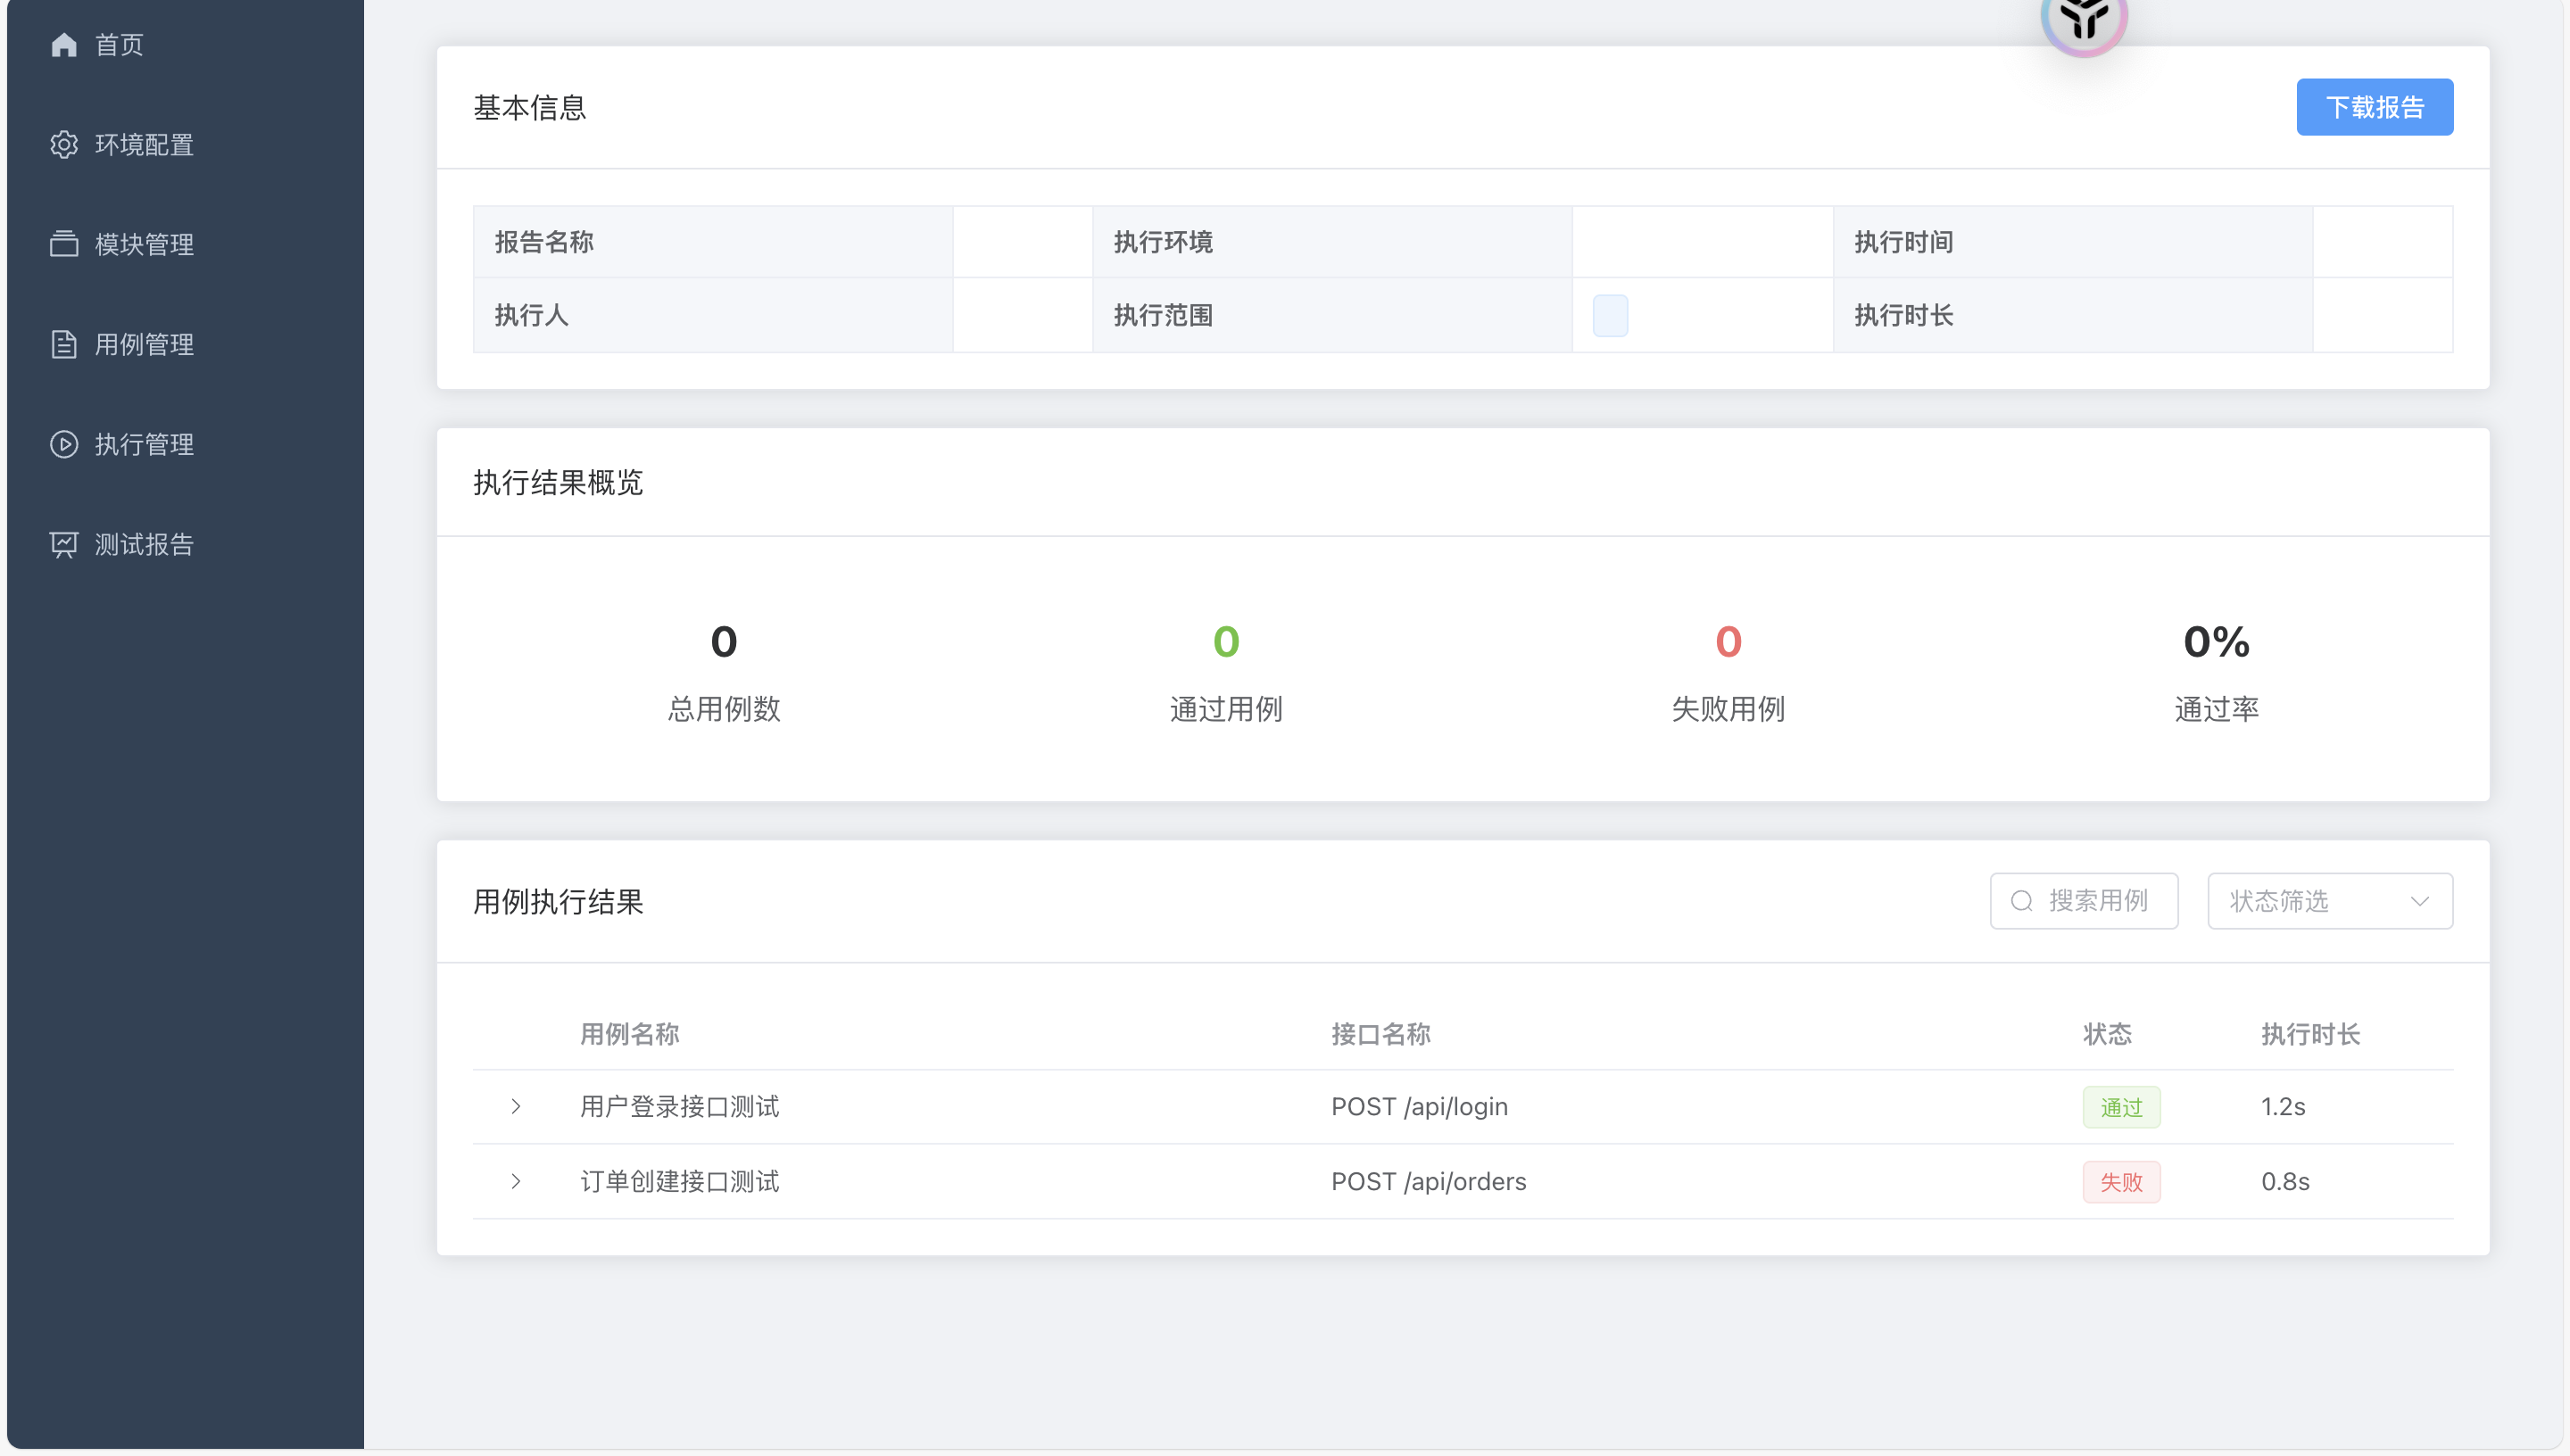 首页
环境配置
模块管理
用例管理
执行管理
测试报告
基本信息
下载报告
报告名称 执行环境 执行时间
执行人 执行范围 执行时长
执行结果概览
0 0 0 0%
总用例数 通过用例 失败用例 通过率
用例执行结果
搜索用例 状态筛选
用例名称 接口名称 状态 执行时长
用户登录接口测试 POST /api/login 通过 1.2s
订单创建接口测试 POST /api/orders 失败 0.8s